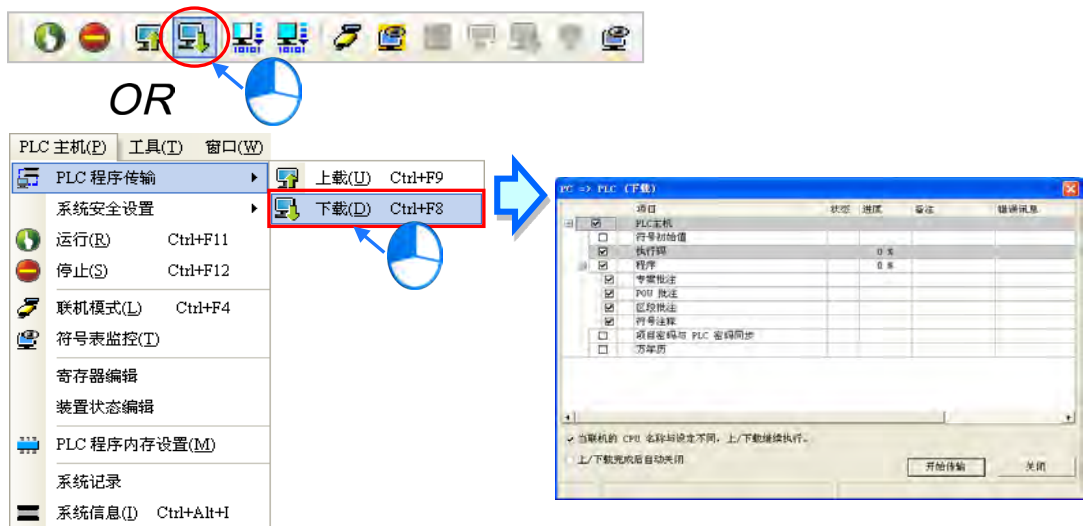 OR
PLC 主机(P) 工具(T) 窗口(W)
PLC 程序传输
上载(U) Ctrl+F9
系统安全设置
下载(D) Ctrl+F8
运行(R) Ctrl+F11
停止(S) Ctrl+F12
联机模式(L) Ctrl+F4
符号表监控(T)
寄存器编辑
装置状态编辑
PLC 程序内存设置(M)
系统记录
系统信息(I) Ctrl+Alt+I
PC => PLC (下载)
项目 状态 进度 备注 错误讯息
PLC主机
符号初始值
执行码 0 %
程序 0 %
专案批注
POU 批注
区段批注
符号注释
项目密码与 PLC 密码同步
万年历
当联机的 CPU 名称与设定不同，上/下载继续执行。
上/下载完成后自动关闭
开始传输 关闭